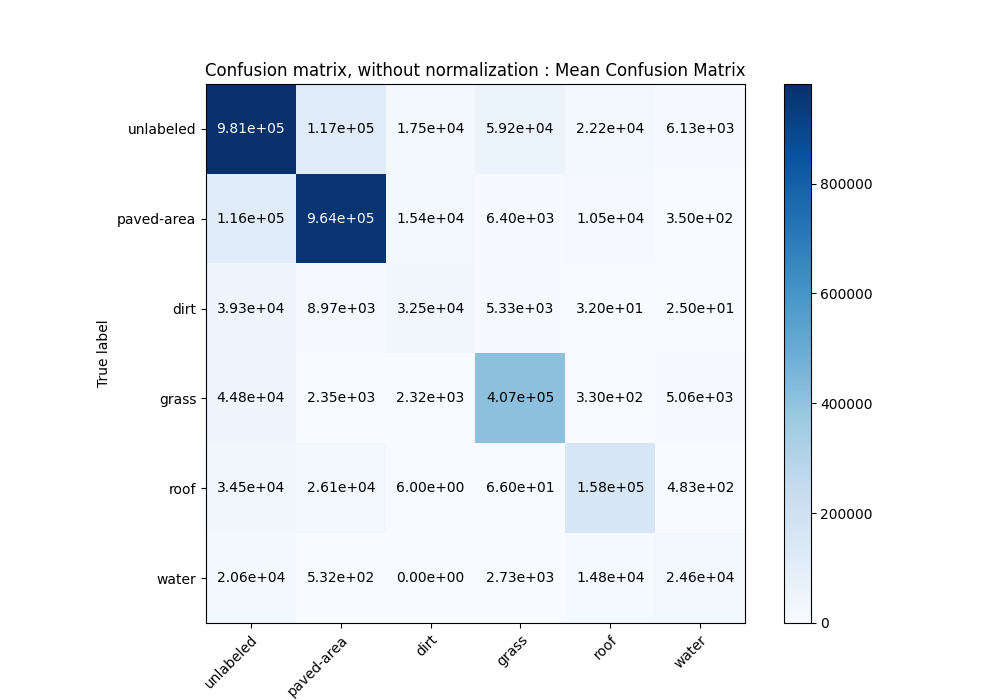 Confusion matrix, without normalization : Mean Confusion Matrix
True label
unlabeled 9.81e+05 1.17e+05 1.75e+04 5.92e+04 2.22e+04 6.13e+03
paved-area 1.16e+05 9.64e+05 1.54e+04 6.40e+03 1.05e+04 3.50e+02
dirt 3.93e+04 8.97e+03 3.25e+04 5.33e+03 3.20e+01 2.50e+01
grass 4.48e+04 2.35e+03 2.32e+03 4.07e+05 3.30e+02 5.06e+03
roof 3.45e+04 2.61e+04 6.00e+00 6.60e+01 1.58e+05 4.83e+02
water 2.06e+04 5.32e+02 0.00e+00 2.73e+03 1.48e+04 2.46e+04
unlabeled paved-area dirt grass roof water
800000
600000
400000
200000
0